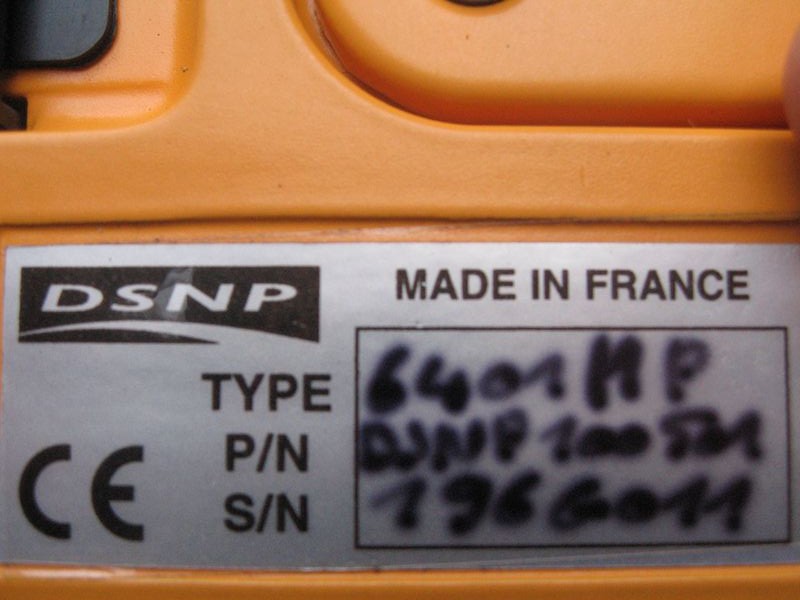 DSNP
MADE IN FRANCE
TYPE 6401 MP
P/N
S/N
CE